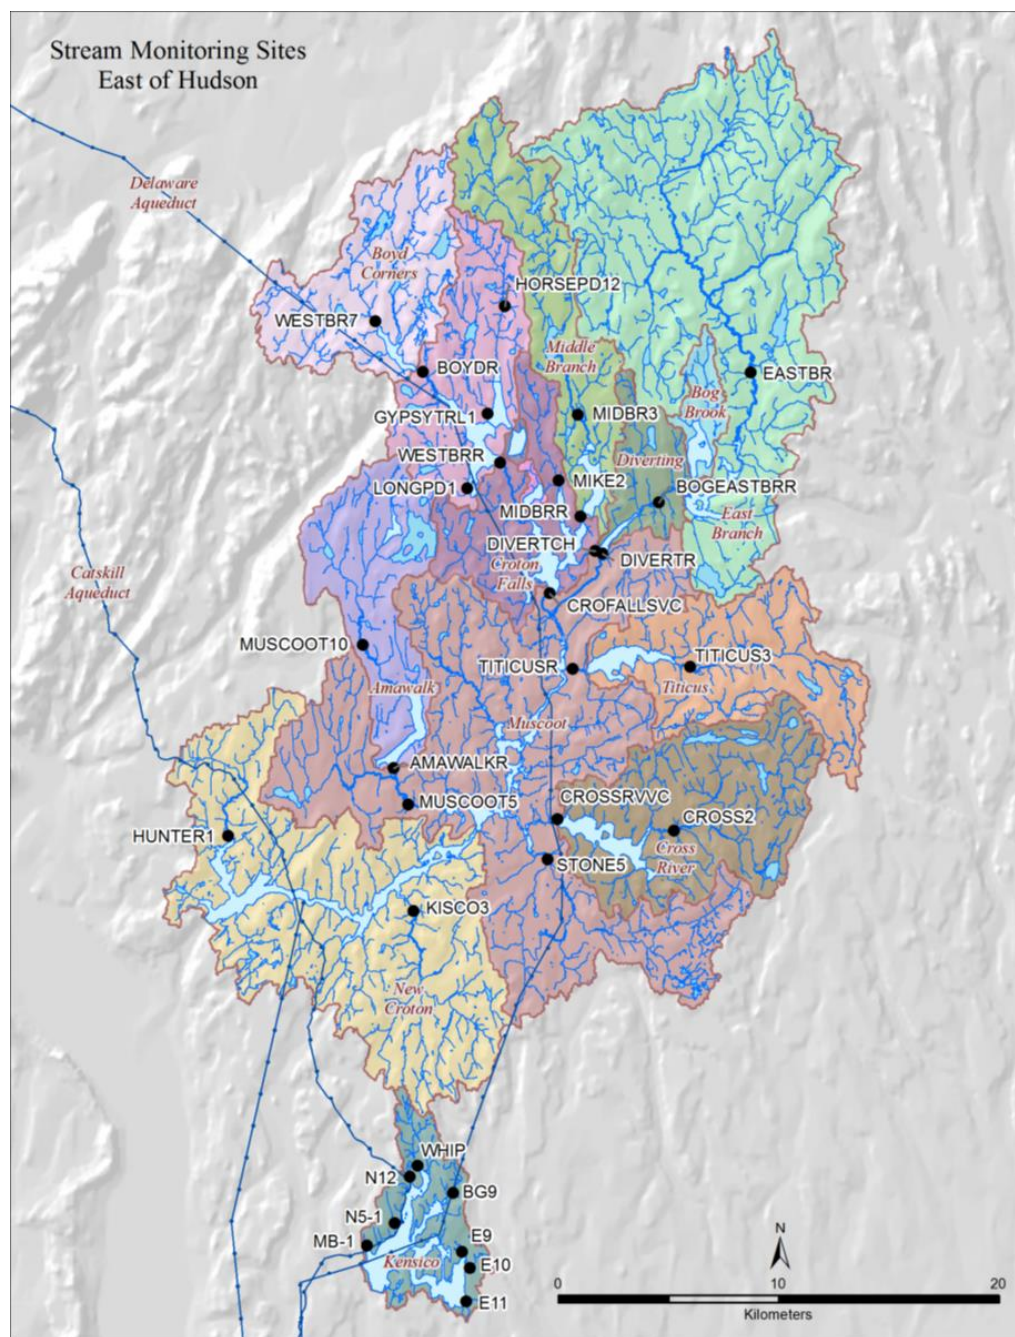 Stream Monitoring Sites
East of Hudson
Delaware
Aqueduct
Boyd
Corners
HORSEPD12
WESTBR7
Middle
Branch
BOYDR
EASTBR
Bog
Brook
GYPSYTRL1
MIDBR3
WESTBRR
Diverting
MIKE2
LONGPD1
BOGEASTBRR
MIDBRR
East
Branch
DIVERTCH
DIVERTR
Croton
Falls
Catskill
Aqueduct
CROFALLSVC
MUSCOOT10
TITICUSR
TITICUS3
Amawalk
Titicus
Muscoot
AMAWALKR
MUSCOOT5
CROSSRVVC
CROSS2
HUNTER1
Cross
River
STONE5
KISCO3
New
Croton
WHIP
N12
BG9
N5-1
MB-1
E9
Kensico
E10
E11
N
0 10 20
Kilometers